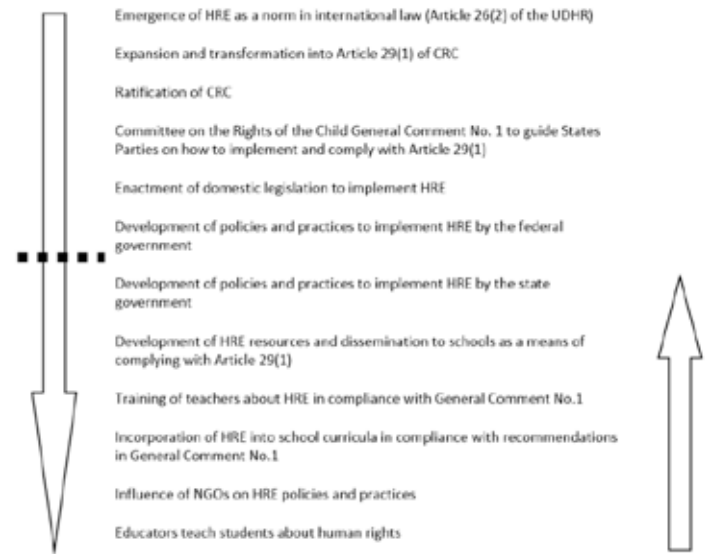 Emergence of HRE as a norm in international law (Article 26(2] of the UDHR)
Expansion and transformation into Article 29(1) of CRC
Ratification of CRC
Committee on the Rights of the Child General Comment No. 1 to guide States
Parties on how to implement and comply with Article 29(1]
Enactment of domestic legislation to implement HRE
Development of policies and practices to implement HRE by the federal
government
Development of policies and practices to implement HRE by the state
government
Development of HRE resources and dissemination to schools as a means of
complying with Article 29(1)
Training of teachers about HRE in compliance with General Comment No.1
Incorporation of HRE into school curricula in compliance with recommendations
in General Comment No.1
Influence of NGOs on HRE policies and practices
Educators teach students about human rights